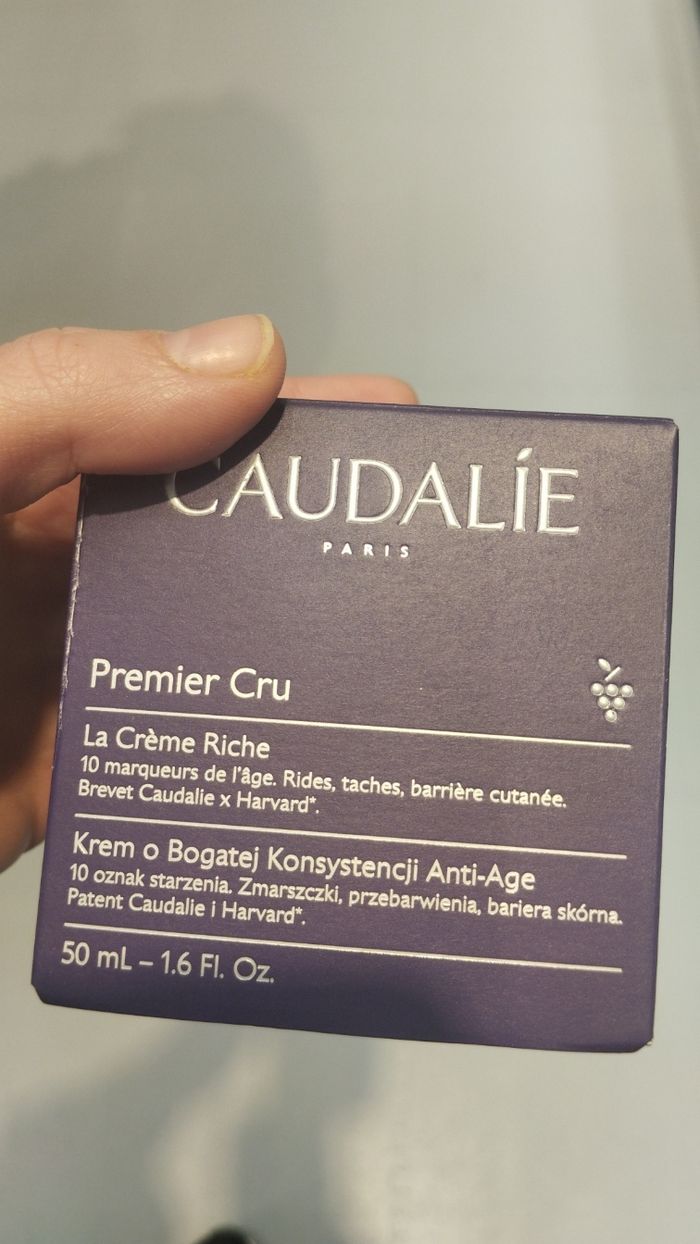 CAUDALÍE
PARIS
Premier Cru
La Crème Riche
10 marqueurs de l'âge. Rides, taches, barrière cutanée.
Brevet Caudalie x Harvard*.
Krem o Bogatej Konsystencji Anti-Age
10 oznak starzenia. Zmarszczki, przebarwienia, bariera skórna.
Patent Caudalie i Harvard*.
50 mL – 1.6 Fl. Oz.